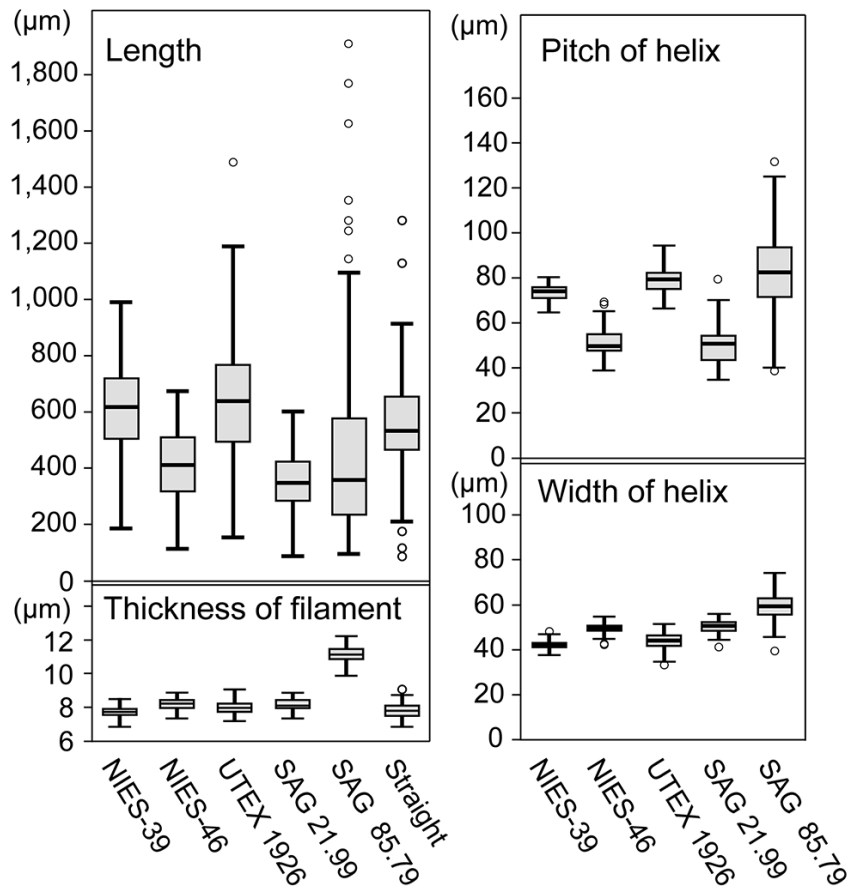 (µm)
Length
1,800
1,600
1,400
1,200
1,000
800
600
400
200
0
(µm)
Thickness of filament
12
10
8
6
NIES-39
NIES-46
UTEX 1926
SAG 21.99
SAG 85.79
Straight
(µm)
Pitch of helix
160
140
120
100
80
60
40
20
0
(µm)
Width of helix
100
80
60
40
20
0
NIES-39
NIES-46
UTEX 1926
SAG 21.99
SAG 85.79